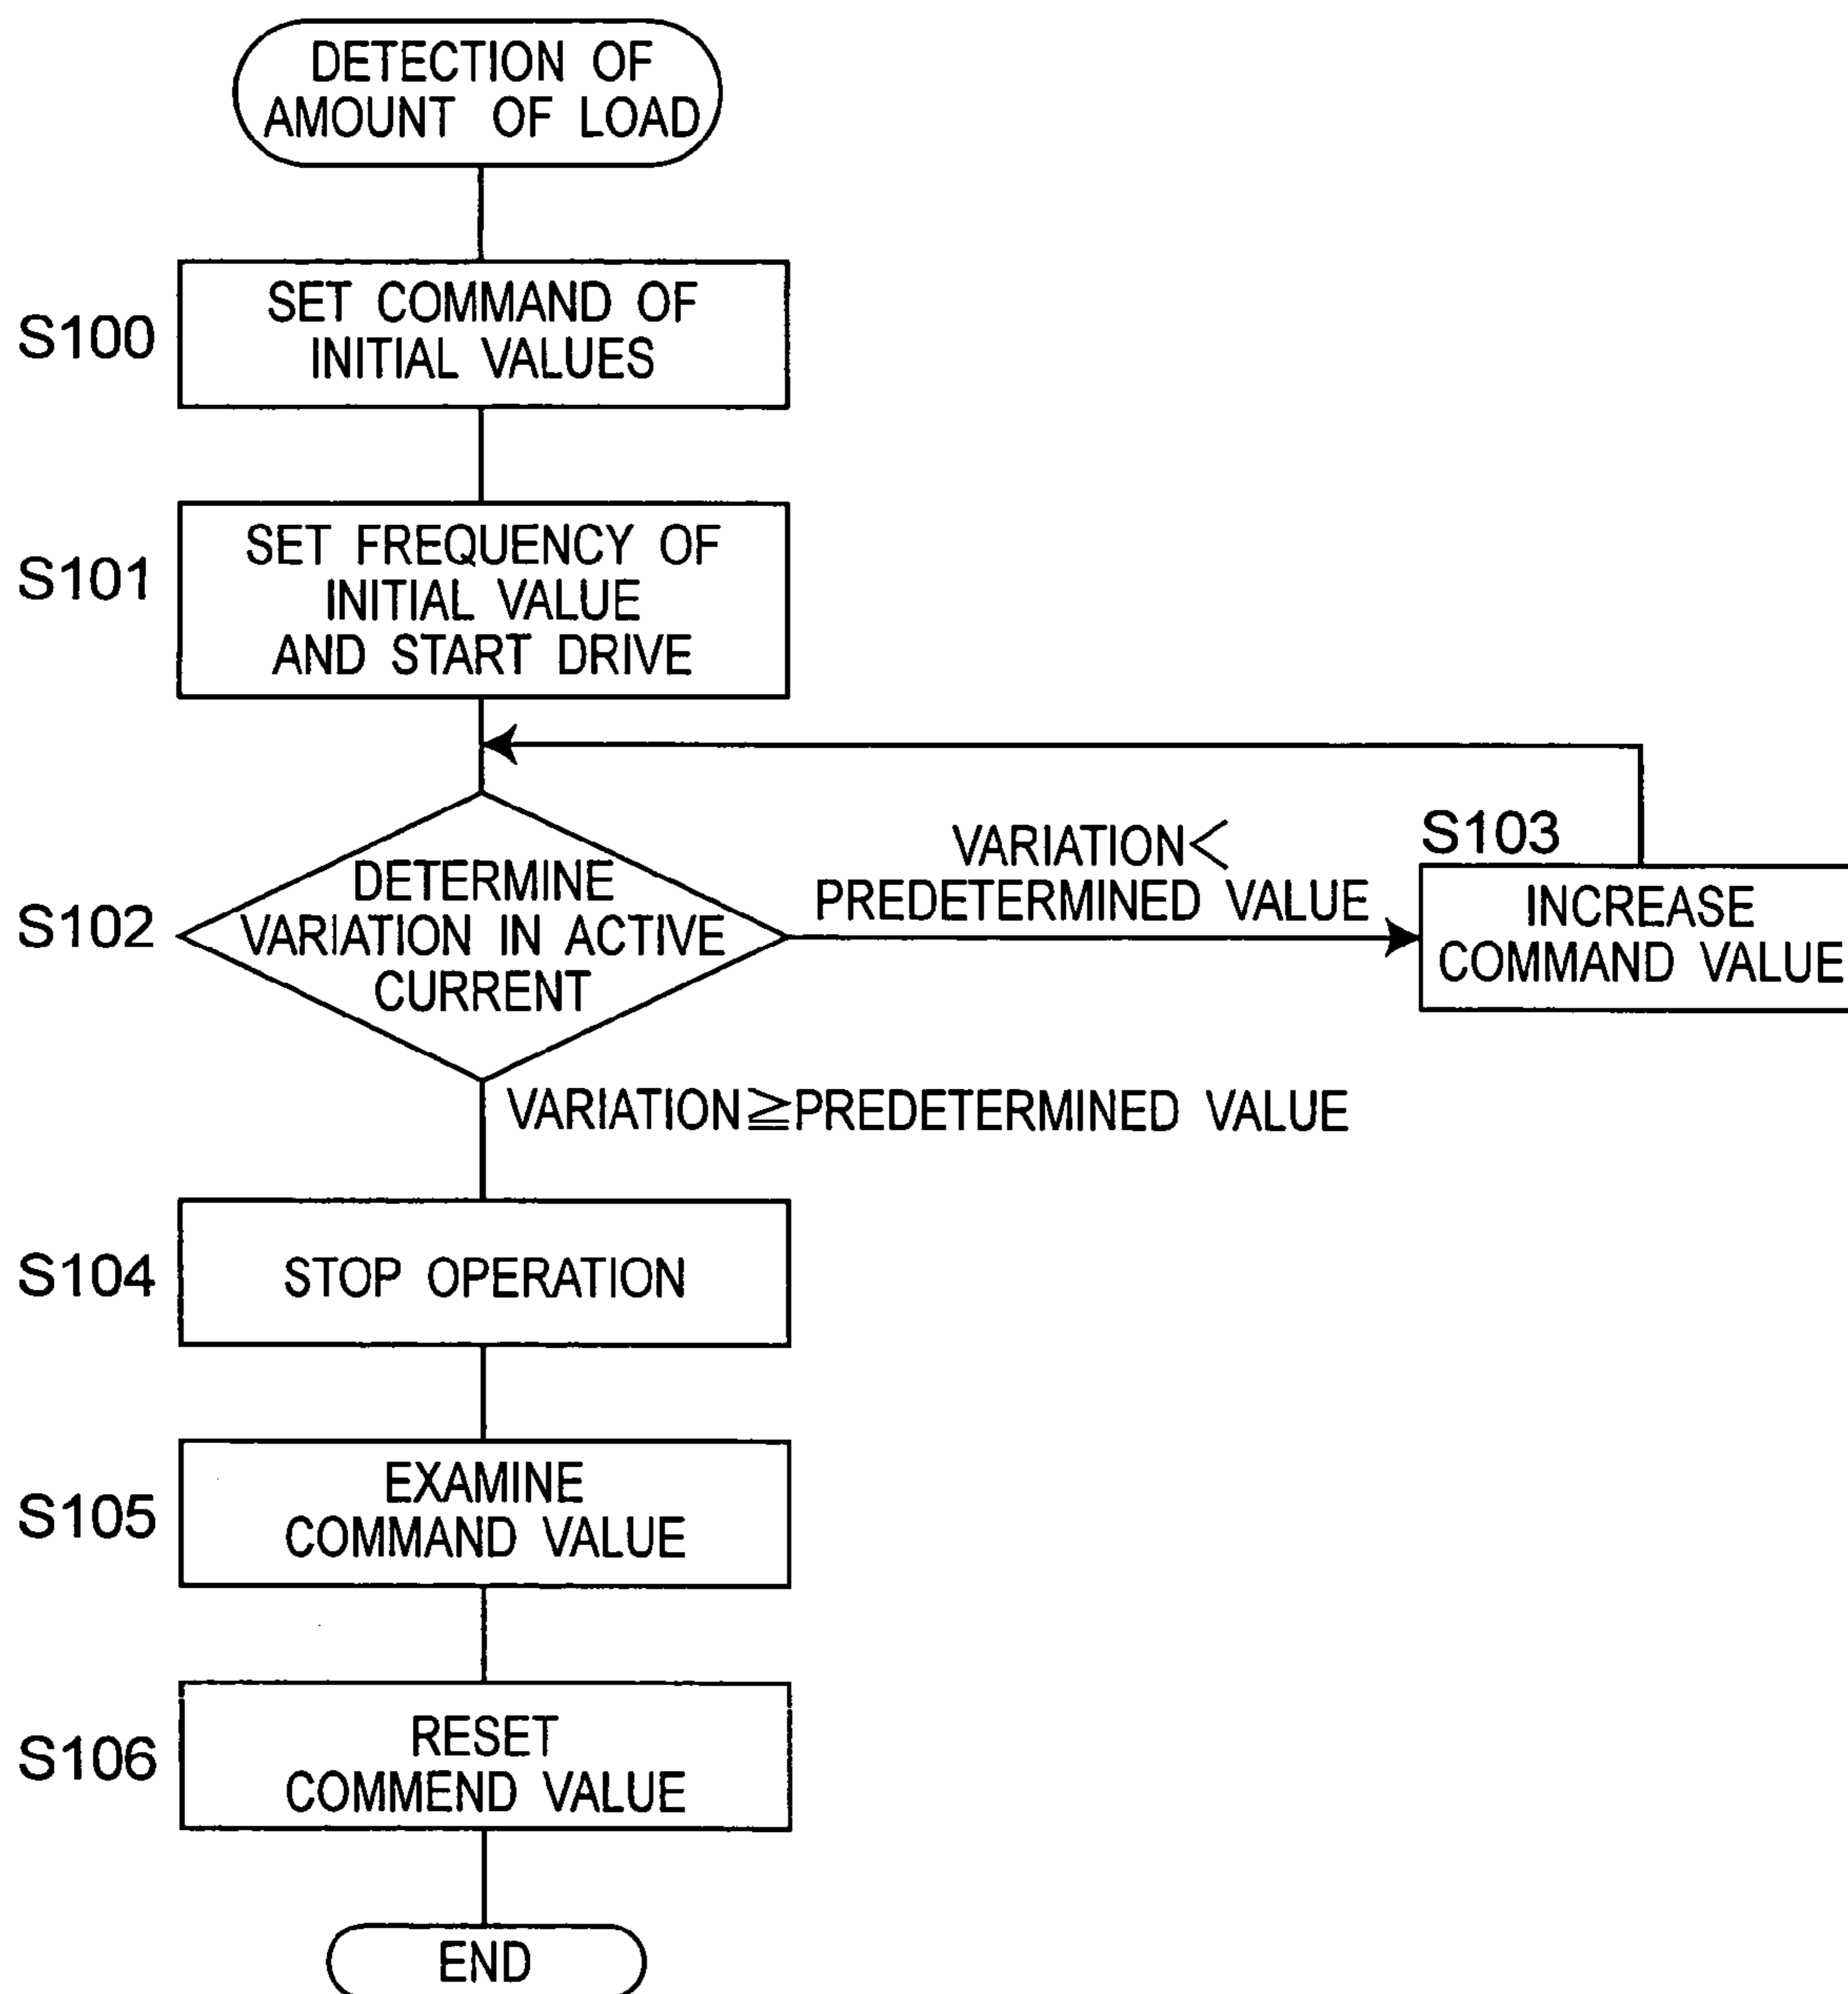 DETECTION OF
AMOUNT OF LOAD
S100
SET COMMAND OF
INITIAL VALUES
S101
SET FREQUENCY OF
INITIAL VALUE
AND START DRIVE
S102
DETERMINE
VARIATION IN ACTIVE
CURRENT
VARIATION<
PREDETERMINED VALUE
S103
INCREASE
COMMAND VALUE
VARIATION≧PREDETERMINED VALUE
S104
STOP OPERATION
S105
EXAMINE
COMMAND VALUE
S106
RESET
COMMEND VALUE
END